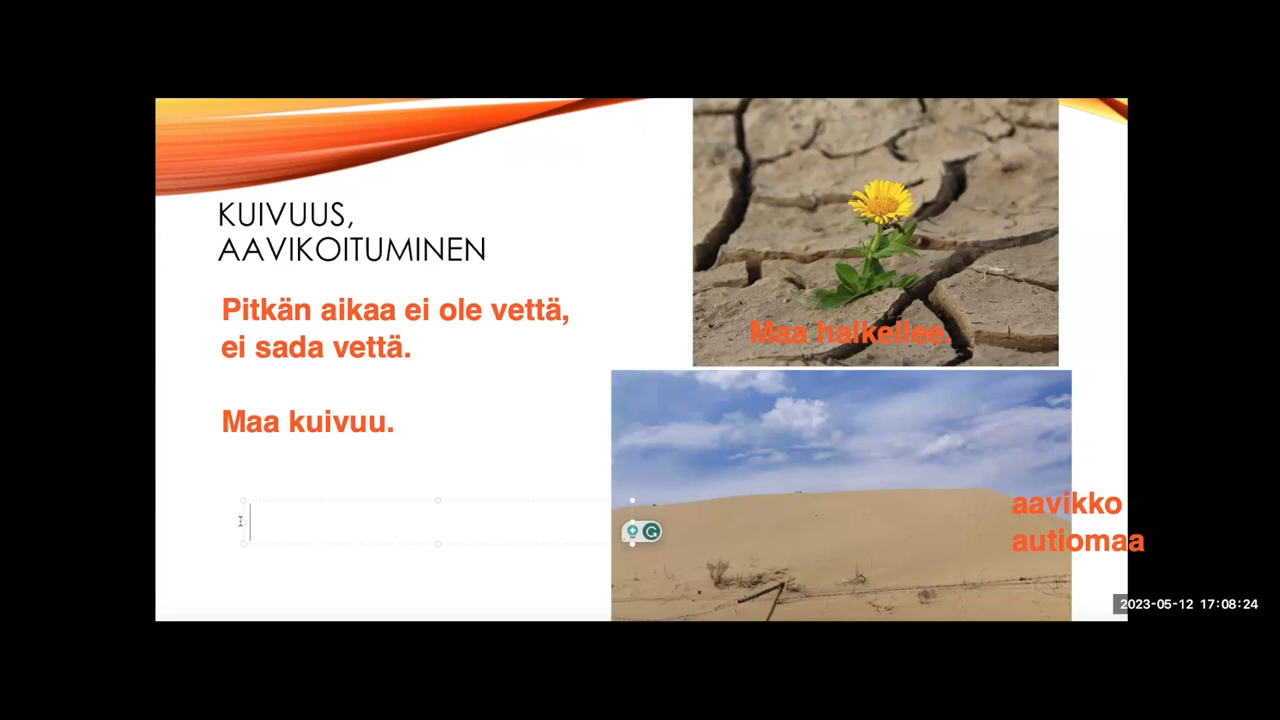 KUIVUUS,
AAVIKOITUMINEN
Pitkän aikaa ei ole vettä,
ei sada vettä.
Maa kuivuu.
Maa halkeilee.
aavikko
autiomaa
2023-05-12 17:08:24